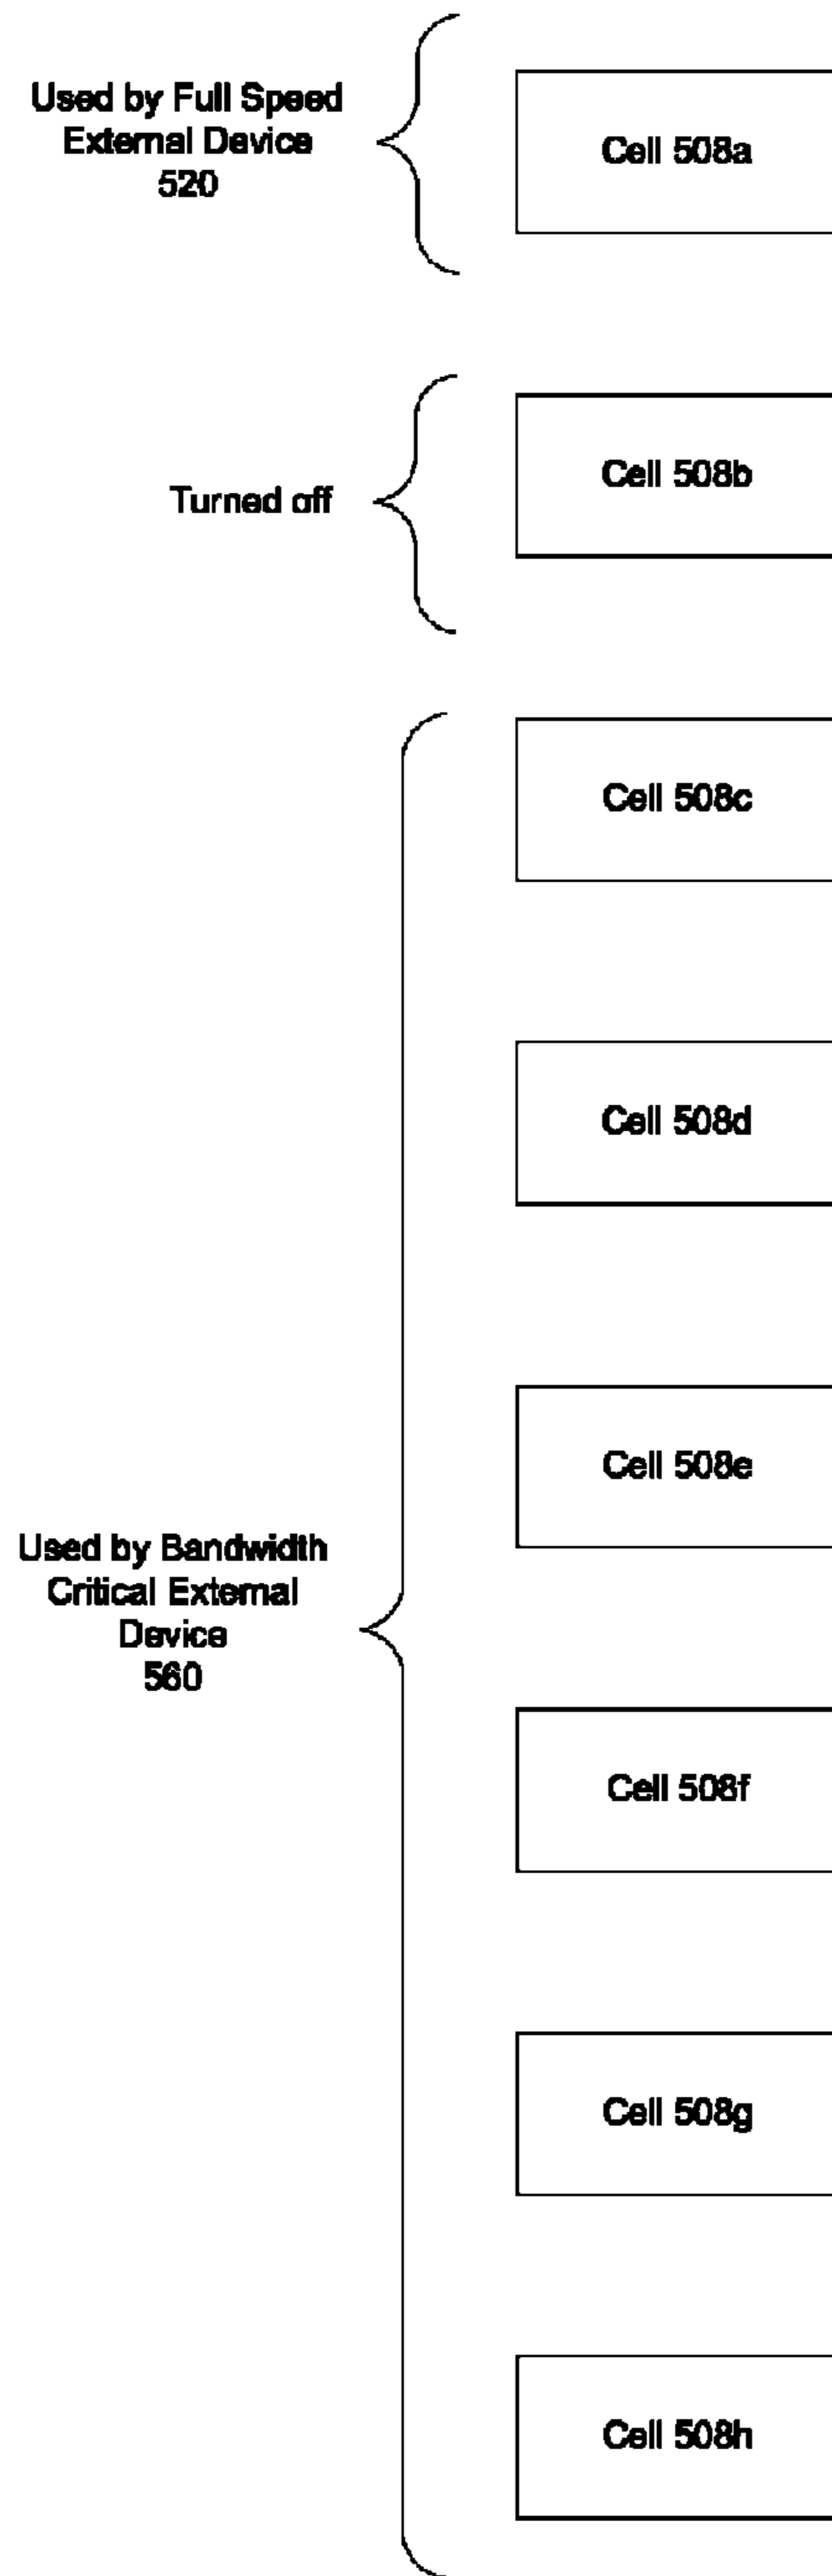 Used by Full Speed
External Device
520
Cell 508a
Turned off
Cell 508b
Cell 508c
Cell 508d
Cell 508e
Used by Bandwidth
Critical External
Device
560
Cell 508f
Cell 508g
Cell 508h